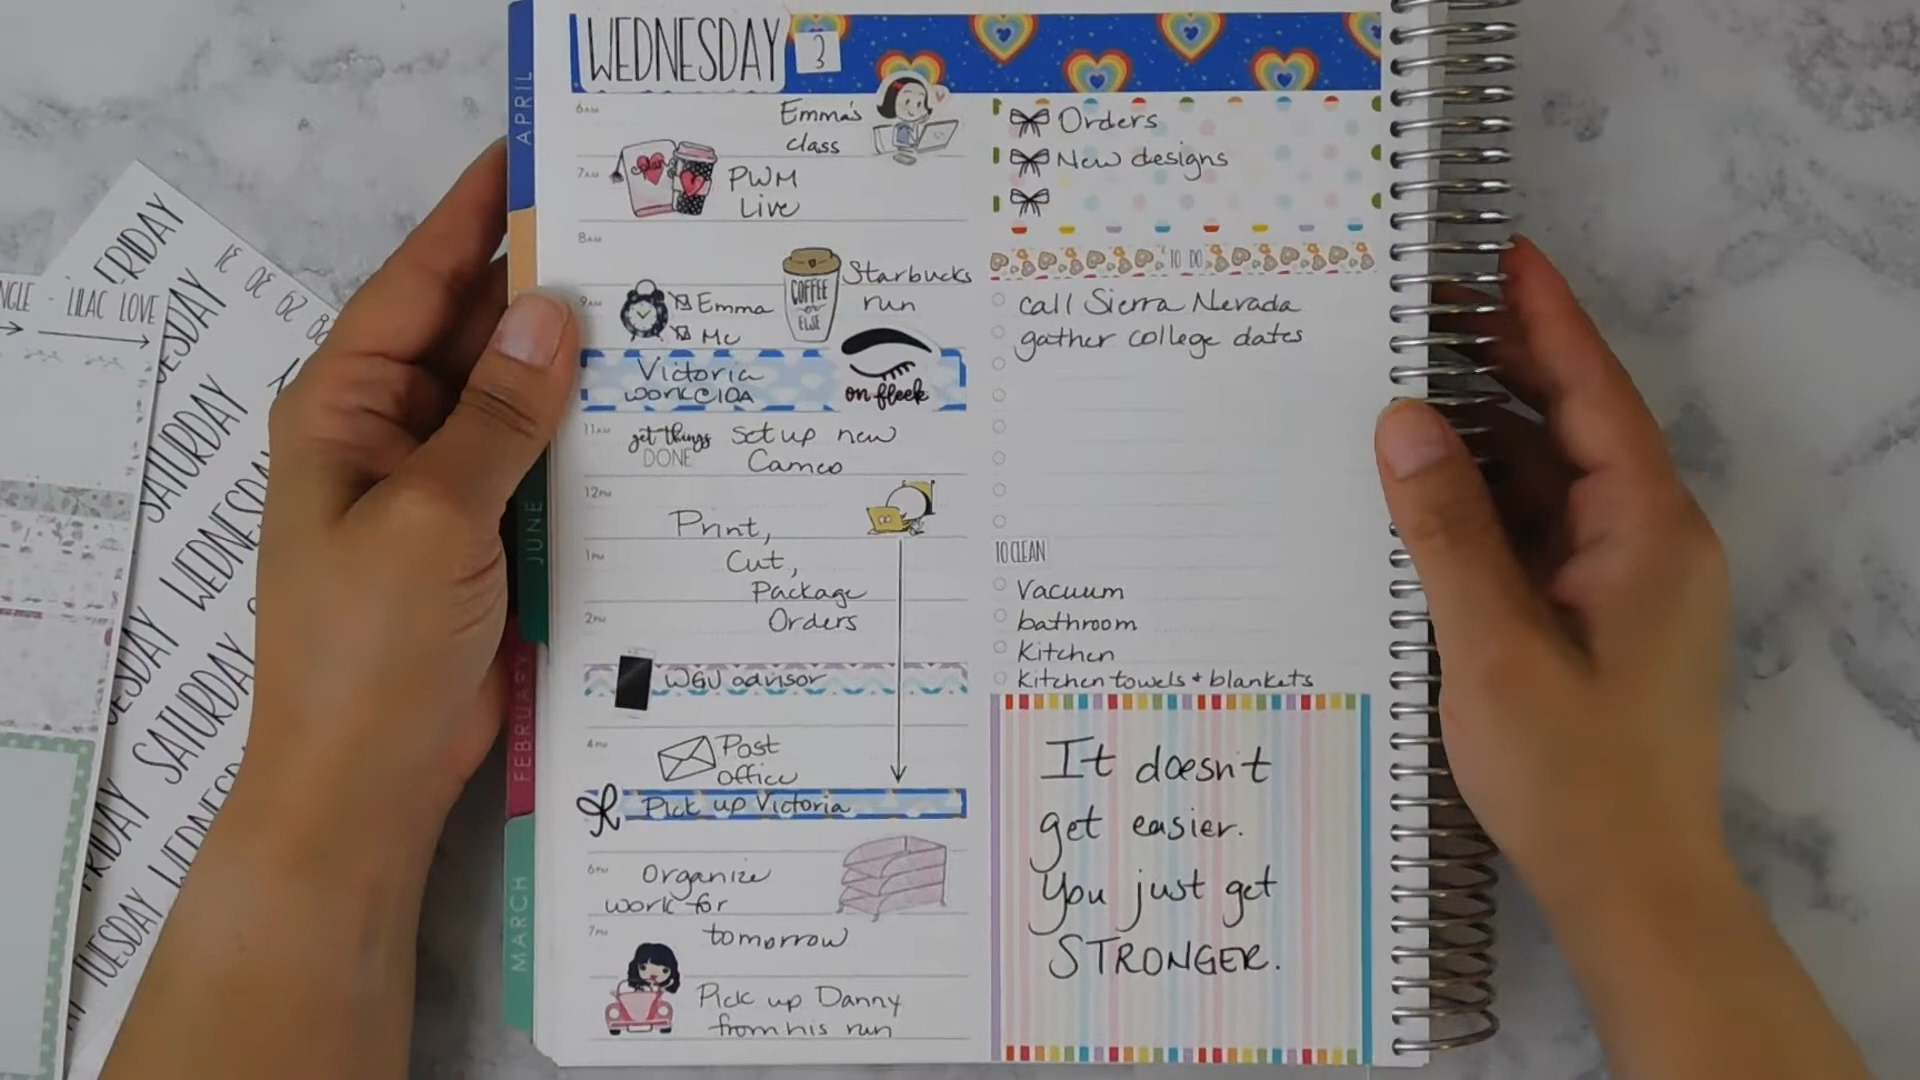 WEDNESDAY
3
APRIL
6AM
Emma's
class
7AM
PWM
Live
8AM
Starbucks
run
COFFEE
or
ELSE
9AM
Emma
Me
Victoria
work@10A
on fleek
11AM
get things
DONE
set up new
Cameo
12PM
Print,
1PM
Cut,
Package
2PM
Orders
WGU advisor
4PM
Post
office
Pick up Victoria
6PM
Organize
work for
7PM
tomorrow
Pick up Danny
from his run
Orders
New designs
TO DO
call Sierra Nevada
gather college dates
TO CLEAN
Vacuum
bathroom
Kitchen
Kitchen towels + blankets
It doesn't
get easier.
You just get
STRONGER.
JUNE
FEBRUARY
MARCH
FRIDAY
LILAC LOVE
SATURDAY
WEDNESDAY
SATURDAY
FRIDAY
TUESDAY
31
30
29